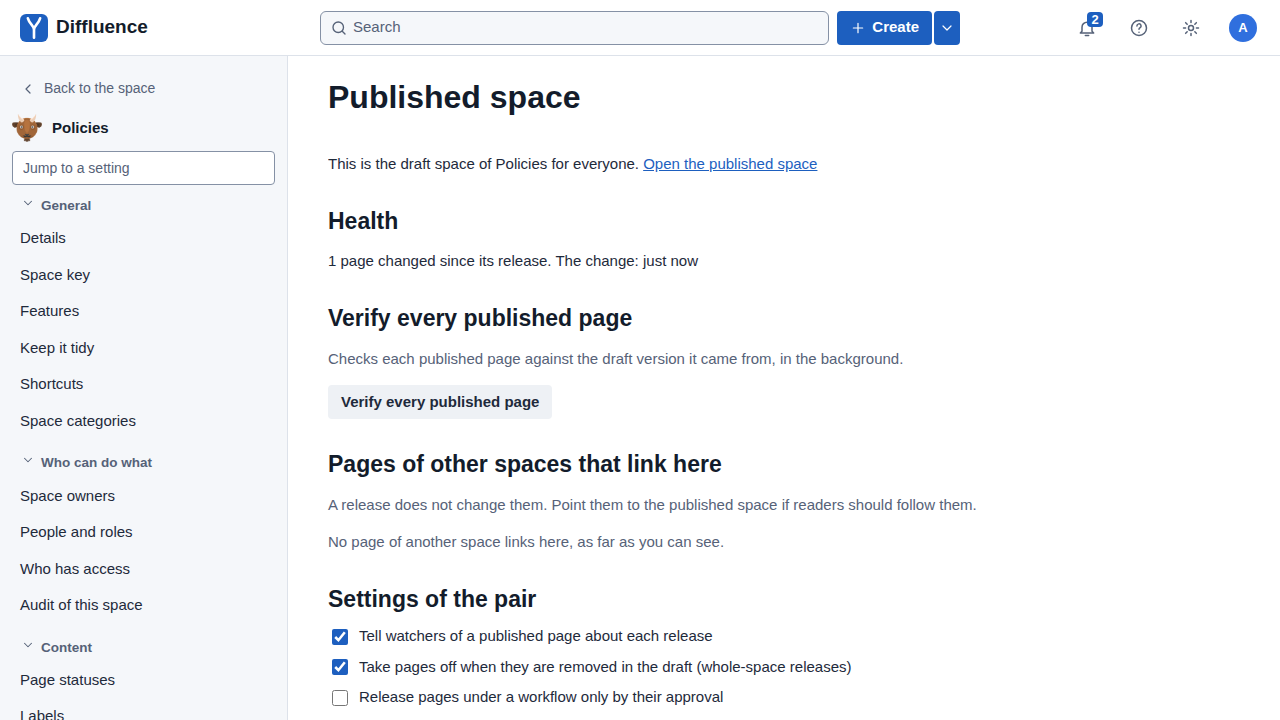 Diffluence
Search
Create
2
A
Back to the space
Policies
Jump to a setting
General
Details
Space key
Features
Keep it tidy
Shortcuts
Space categories
Who can do what
Space owners
People and roles
Who has access
Audit of this space
Content
Page statuses
Labels
Published space
This is the draft space of Policies for everyone. Open the published space
Health
1 page changed since its release. The change: just now
Verify every published page
Checks each published page against the draft version it came from, in the background.
Verify every published page
Pages of other spaces that link here
A release does not change them. Point them to the published space if readers should follow them.
No page of another space links here, as far as you can see.
Settings of the pair
Tell watchers of a published page about each release
Take pages off when they are removed in the draft (whole-space releases)
Release pages under a workflow only by their approval